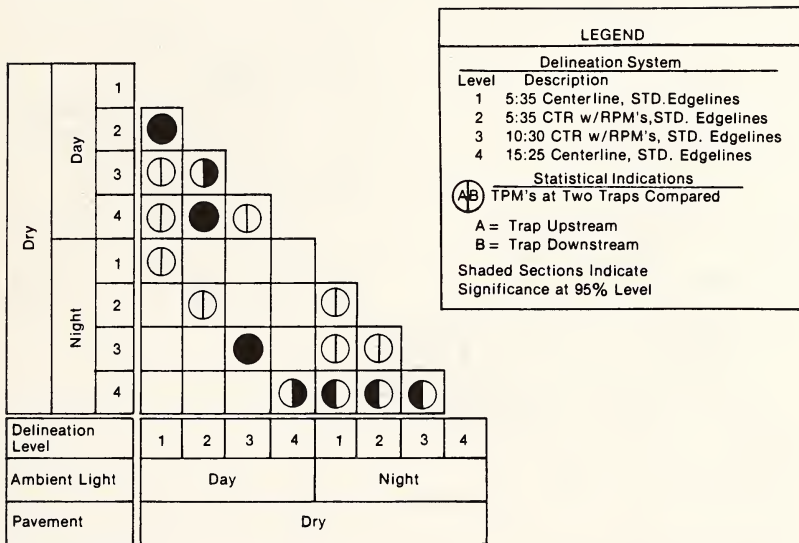 LEGEND
Delineation System
Level Description
1 5:35 Centerline, STD.Edgelines
2 5:35 CTR w/RPM's,STD. Edgelines
3 10:30 CTR w/RPM's, STD. Edgelines
4 15:25 Centerline, STD. Edgelines
Statistical Indications
AB TPM's at Two Traps Compared
A = Trap Upstream
B = Trap Downstream
Shaded Sections Indicate
Significance at 95% Level
Dry
Day
1
2
3
4
Night
1
2
3
4
Delineation
Level
1 2 3 4 1 2 3 4
Ambient Light Day Night
Pavement Dry